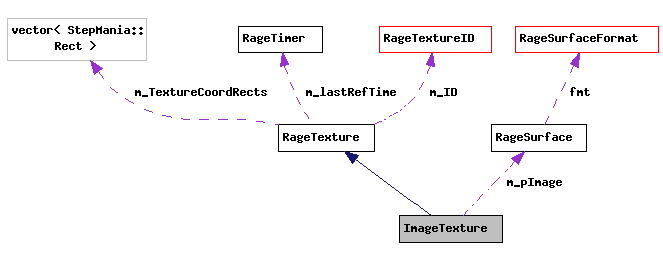 vector< StepMania::
Rect >
RageTimer
RageTextureID
RageSurfaceFormat
m_TextureCoordRects
m_lastRefTime
m_ID
fmt
RageTexture
RageSurface
m_pImage
ImageTexture